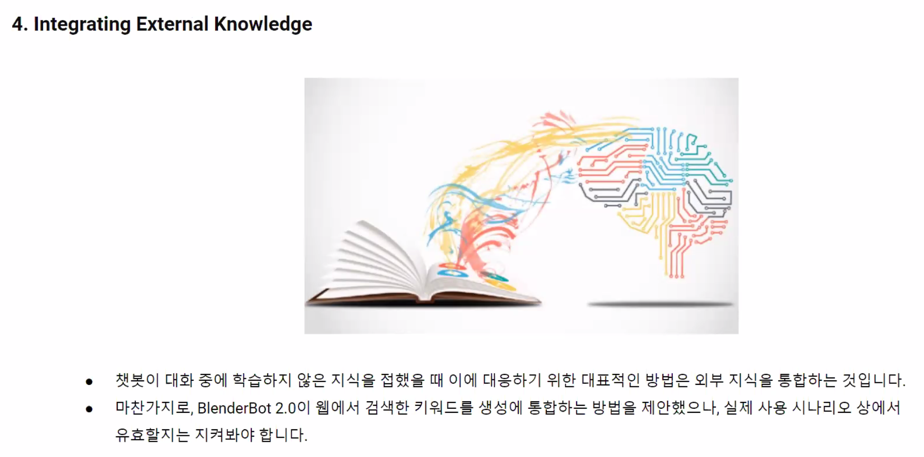 4. Integrating External Knowledge
● 챗봇이 대화 중에 학습하지 않은 지식을 접했을 때 이에 대응하기 위한 대표적인 방법은 외부 지식을 통합하는 것입니다.
● 마찬가지로, BlenderBot 2.0이 웹에서 검색한 키워드를 생성에 통합하는 방법을 제안했으나, 실제 사용 시나리오 상에서
유효할지는 지켜봐야 합니다.